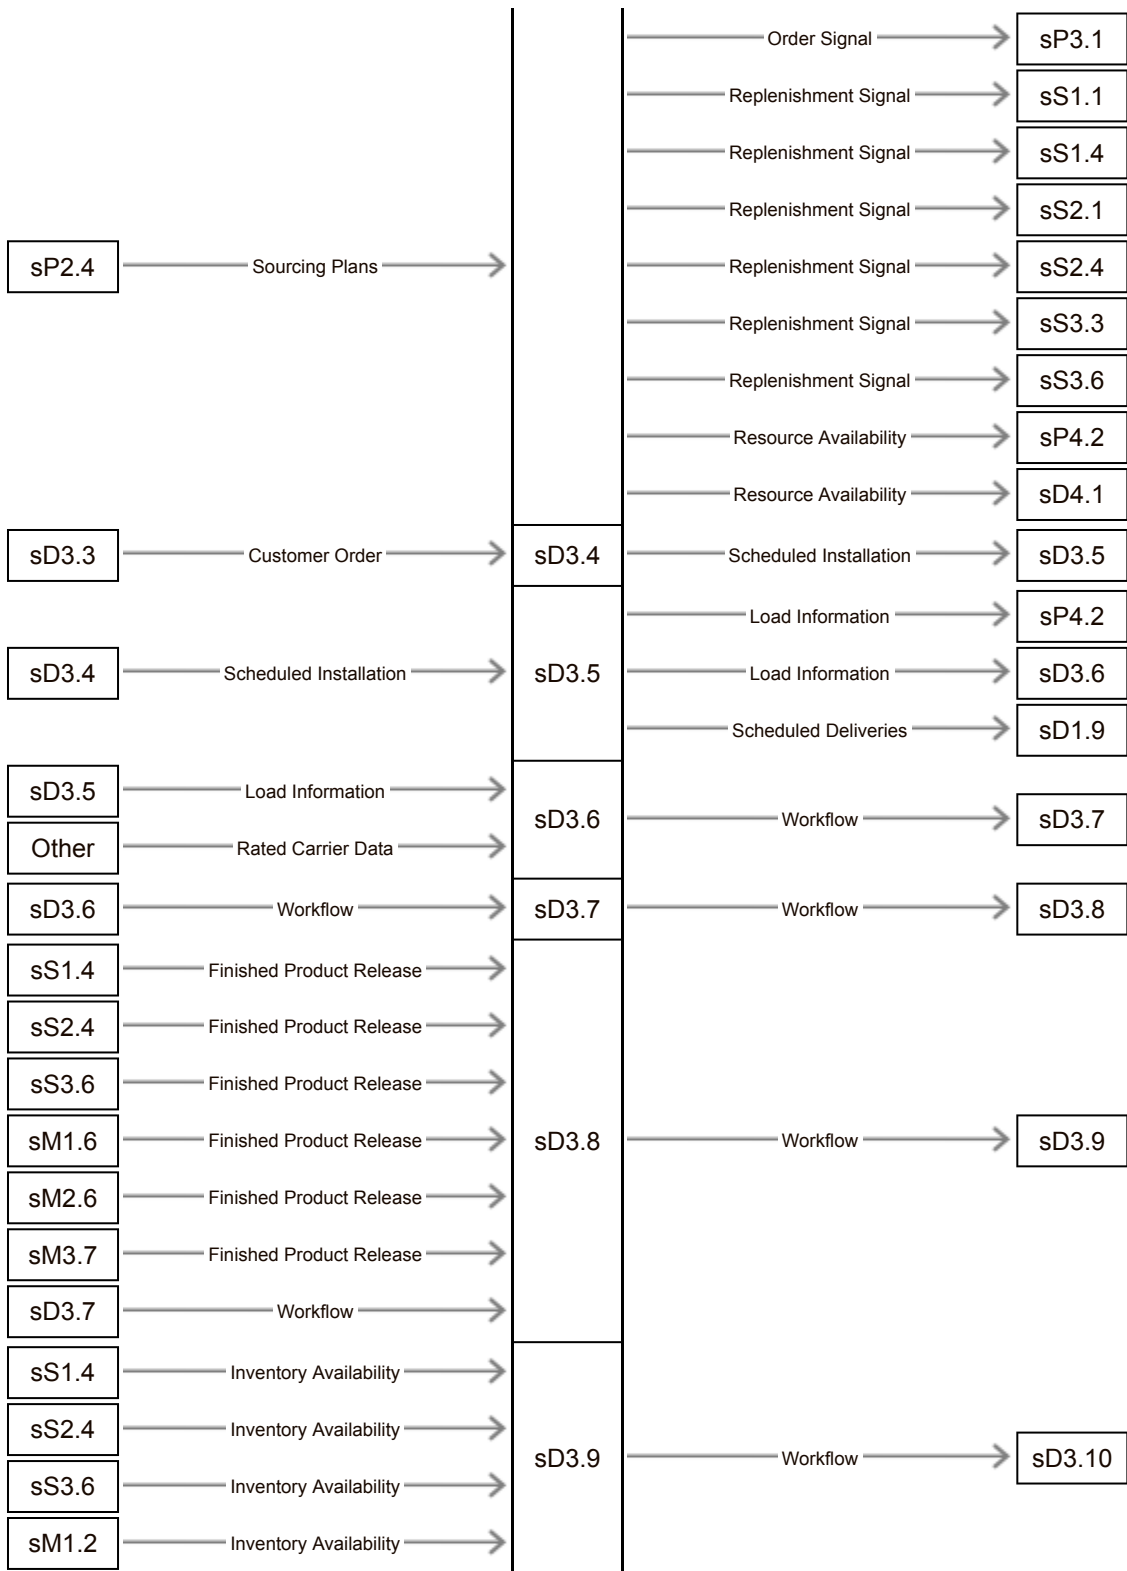 Order Signal sP3.1
Replenishment Signal sS1.1
Replenishment Signal sS1.4
Replenishment Signal sS2.1
sP2.4 Sourcing Plans Replenishment Signal sS2.4
Replenishment Signal sS3.3
Replenishment Signal sS3.6
Resource Availability sP4.2
Resource Availability sD4.1
sD3.3 Customer Order sD3.4 Scheduled Installation sD3.5
Load Information sP4.2
sD3.4 Scheduled Installation sD3.5 Load Information sD3.6
Scheduled Deliveries sD1.9
sD3.5 Load Information
sD3.6 Workflow sD3.7
Other Rated Carrier Data
sD3.6 Workflow sD3.7 Workflow sD3.8
sS1.4 Finished Product Release
sS2.4 Finished Product Release
sS3.6 Finished Product Release
sM1.6 Finished Product Release sD3.8 Workflow sD3.9
sM2.6 Finished Product Release
sM3.7 Finished Product Release
sD3.7 Workflow
sS1.4 Inventory Availability
sS2.4 Inventory Availability
sD3.9 Workflow sD3.10
sS3.6 Inventory Availability
sM1.2 Inventory Availability